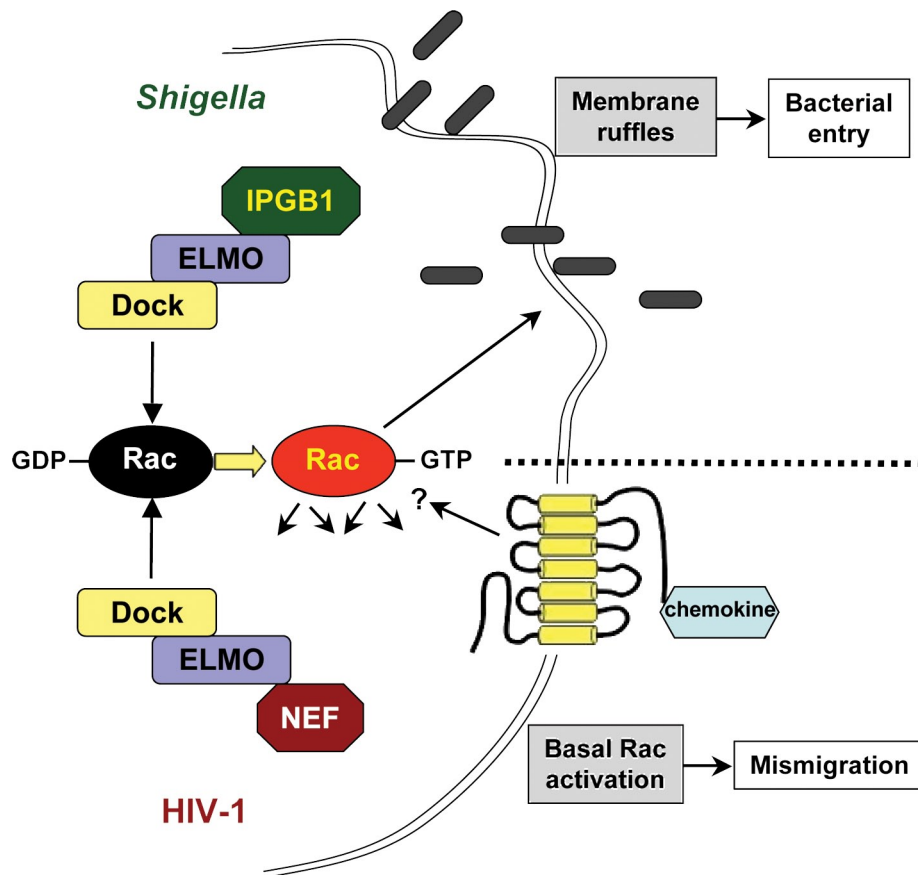 Shigella
Membrane
ruffles
Bacterial
entry
IPGB1
ELMO
Dock
GDP
Rac
Rac
GTP
?
chemokine
Dock
ELMO
NEF
Basal Rac
activation
Mismigration
HIV-1